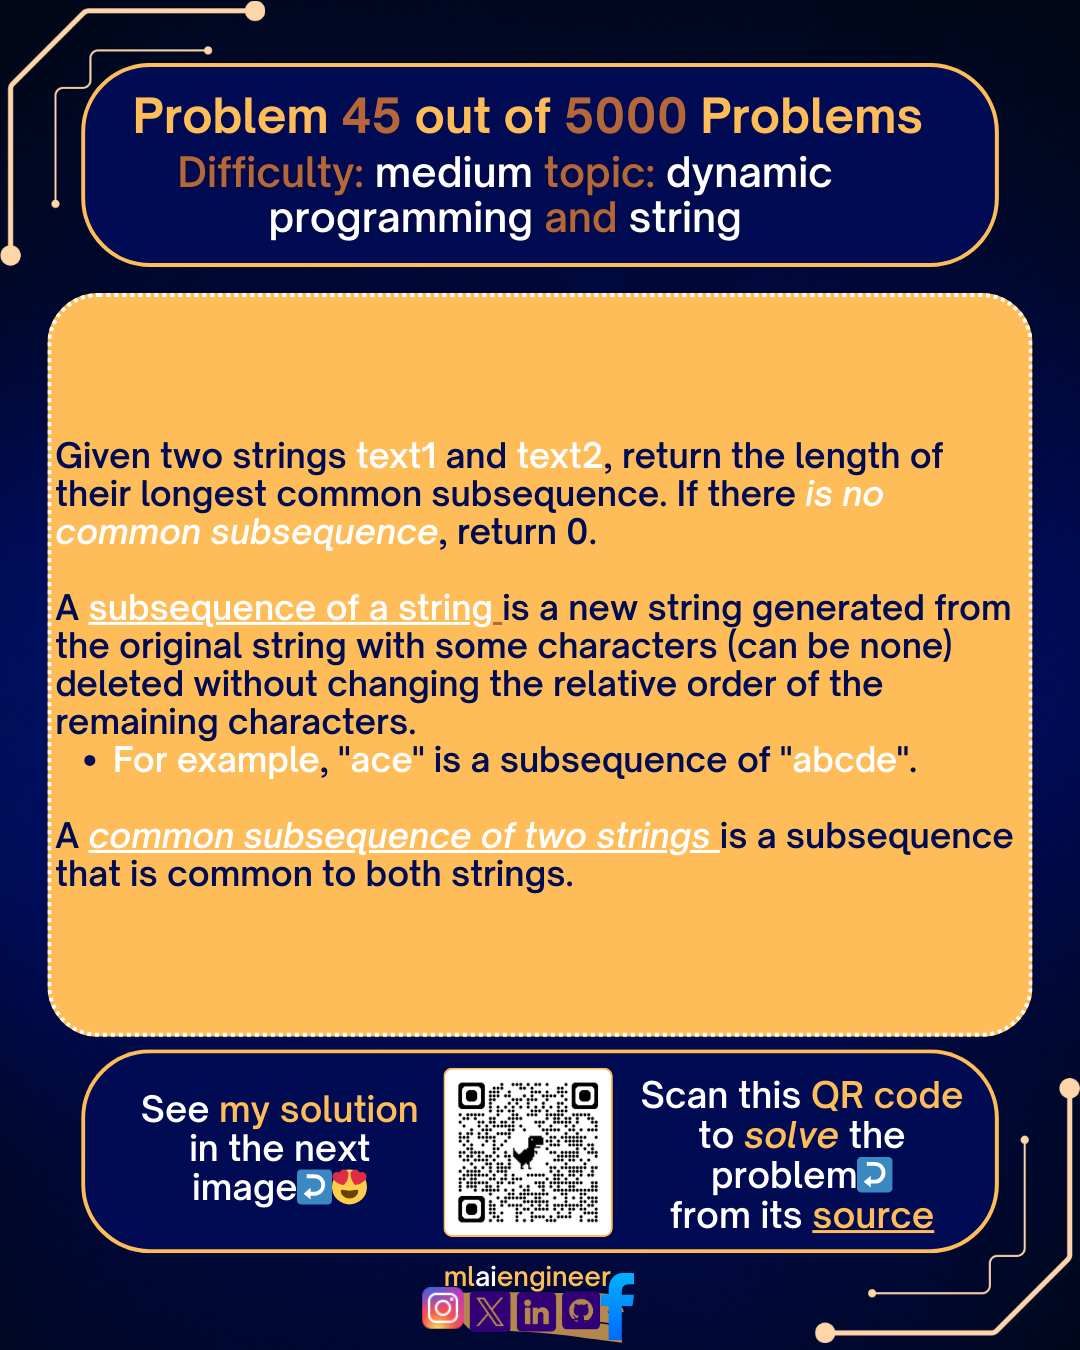 Problem 45 out of 5000 Problems
Difficulty: medium topic: dynamic
programming and string
Given two strings text1 and text2, return the length of
their longest common subsequence. If there is no
common subsequence, return 0.
A subsequence of a string is a new string generated from
the original string with some characters (can be none)
deleted without changing the relative order of the
remaining characters.
• For example, "ace" is a subsequence of "abcde".
A common subsequence of two strings is a subsequence
that is common to both strings.
See my solution
in the next
image↩️😍
Scan this QR code
to solve the
problem↩️
from its source
mlaiengineer